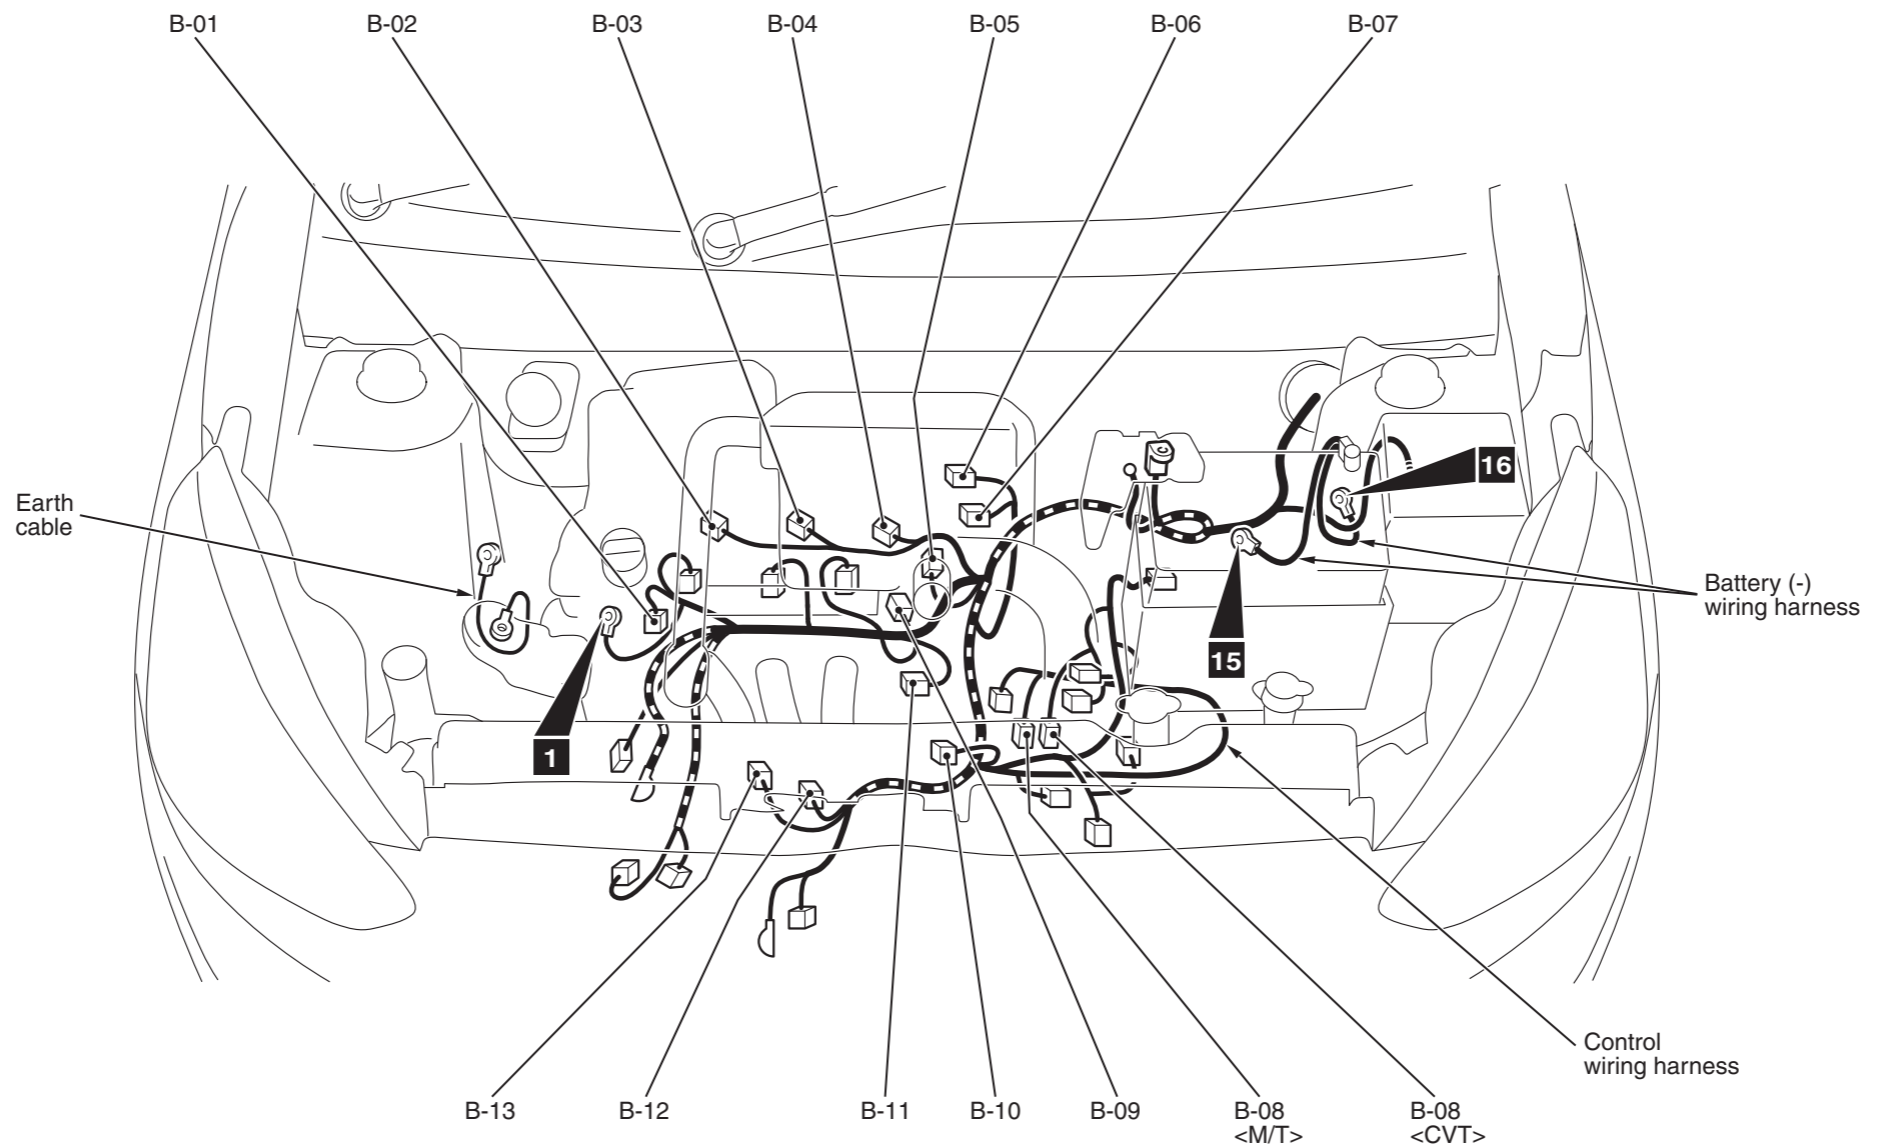 B-01
B-02
B-03
B-04
B-05
B-06
B-07
16
Earth
cable
Battery (-)
wiring harness
15
1
Control
wiring harness
B-13
B-12
B-11
B-10
B-09
B-08
<M/T>
B-08
<CVT>